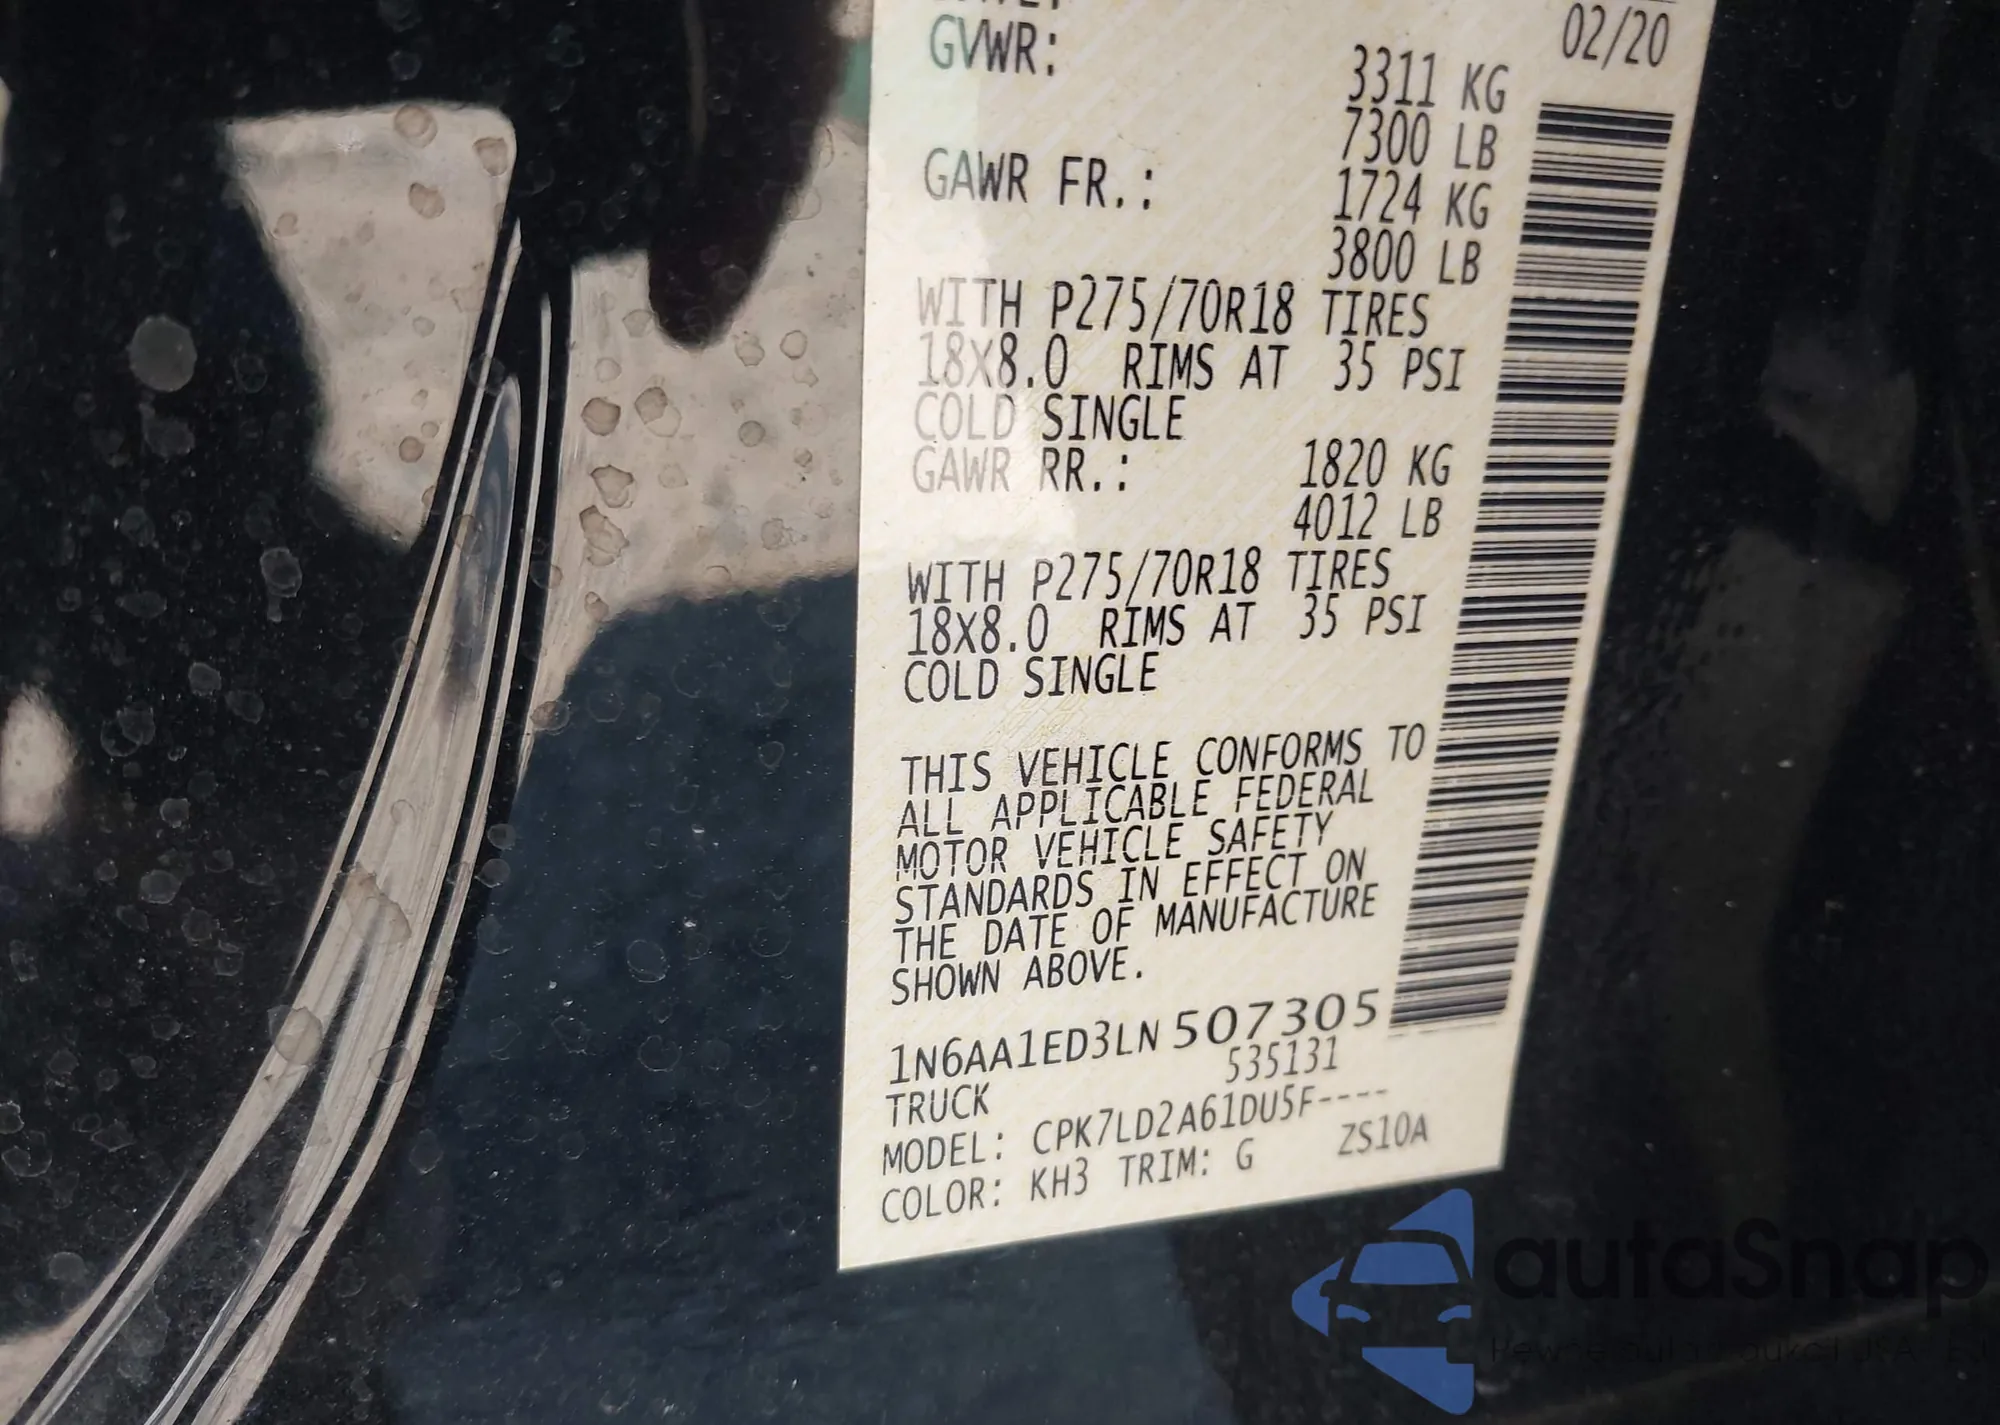 02/20
GVWR:
3311 KG
7300 LB
GAWR FR.:
1724 KG
3800 LB
WITH P275/70R18 TIRES
18X8.0 RIMS AT 35 PSI
COLD SINGLE
GAWR RR.:
1820 KG
4012 LB
WITH P275/70R18 TIRES
18X8.0 RIMS AT 35 PSI
COLD SINGLE
THIS VEHICLE CONFORMS TO
ALL APPLICABLE FEDERAL
MOTOR VEHICLE SAFETY
STANDARDS IN EFFECT ON
THE DATE OF MANUFACTURE
SHOWN ABOVE.
1N6AA1ED3LN507305
535131
TRUCK
MODEL: CPK7LD2A61DU5F----
COLOR: KH3 TRIM: G ZS10A
autaSnap